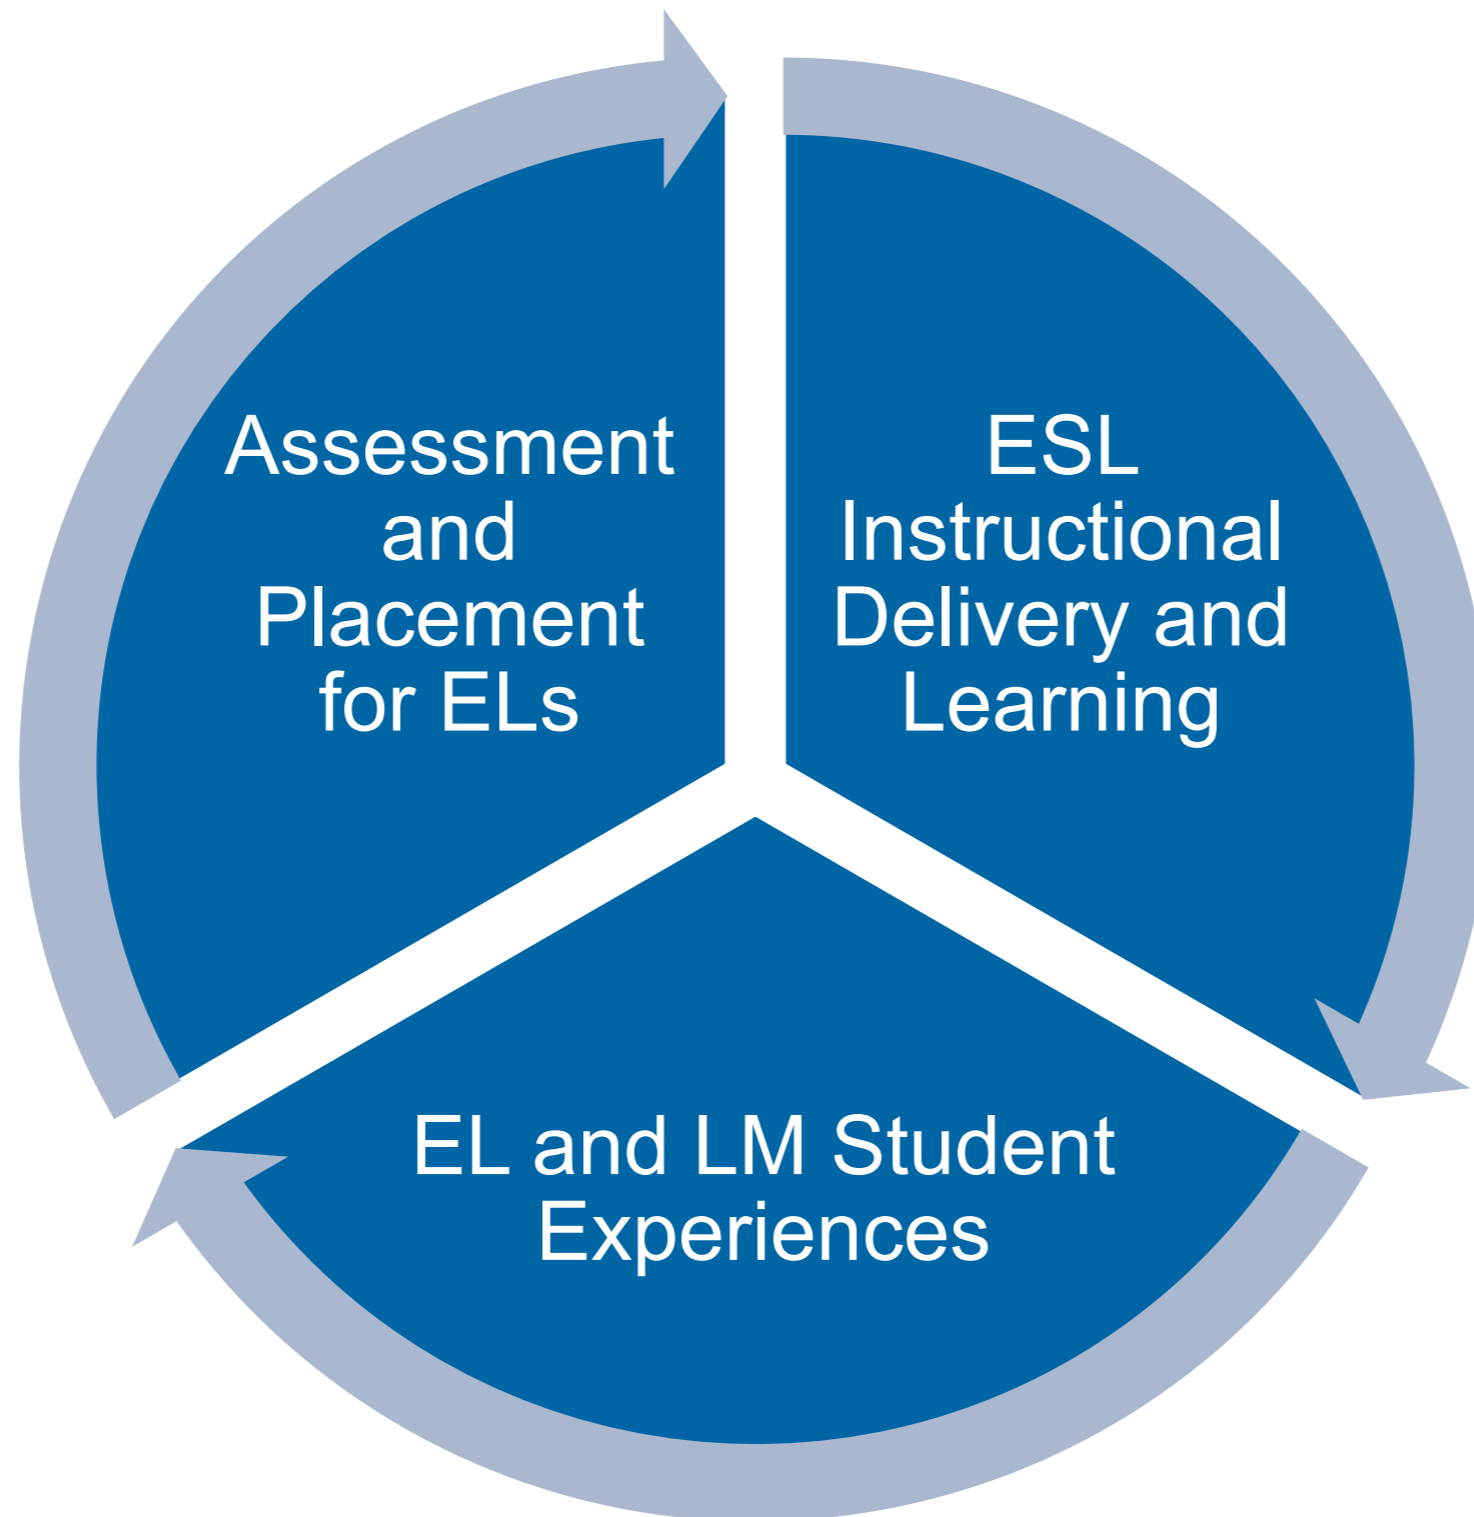 Assessment
and
Placement
for ELs
ESL
Instructional
Delivery and
Learning
EL and LM Student
Experiences